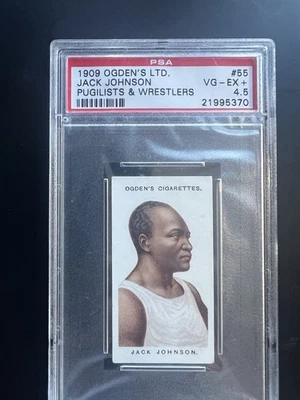 PSA
1909 OGDEN'S LTD. #55
JACK JOHNSON VG-EX+
PUGILISTS & WRESTLERS 4.5
21995370
OGDEN'S CIGARETTES.
JACK JOHNSON.